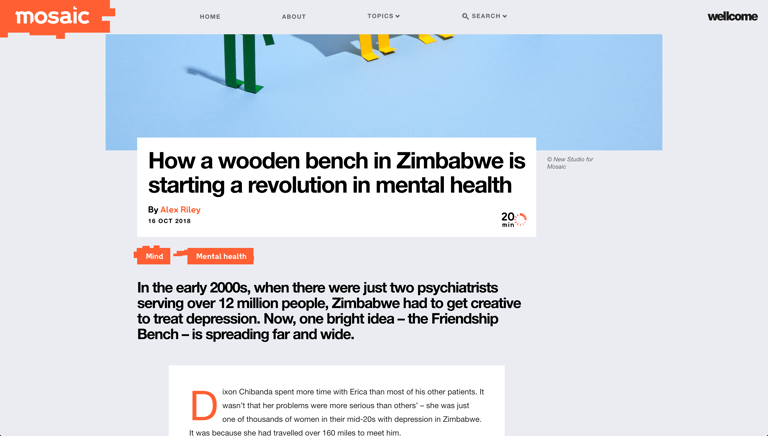 mosaic
HOME
ABOUT
TOPICS
SEARCH
wellcome
© New Studio for
Mosaic
How a wooden bench in Zimbabwe is
starting a revolution in mental health
By Alex Riley
16 OCT 2018
20
min
Mind
Mental health
In the early 2000s, when there were just two psychiatrists
serving over 12 million people, Zimbabwe had to get creative
to treat depression. Now, one bright idea – the Friendship
Bench – is spreading far and wide.
Dixon Chibanda spent more time with Erica than most of his other patients. It
wasn’t that her problems were more serious than others’ – she was just
one of thousands of women in their mid-20s with depression in Zimbabwe.
It was because she had travelled over 160 miles to meet him.